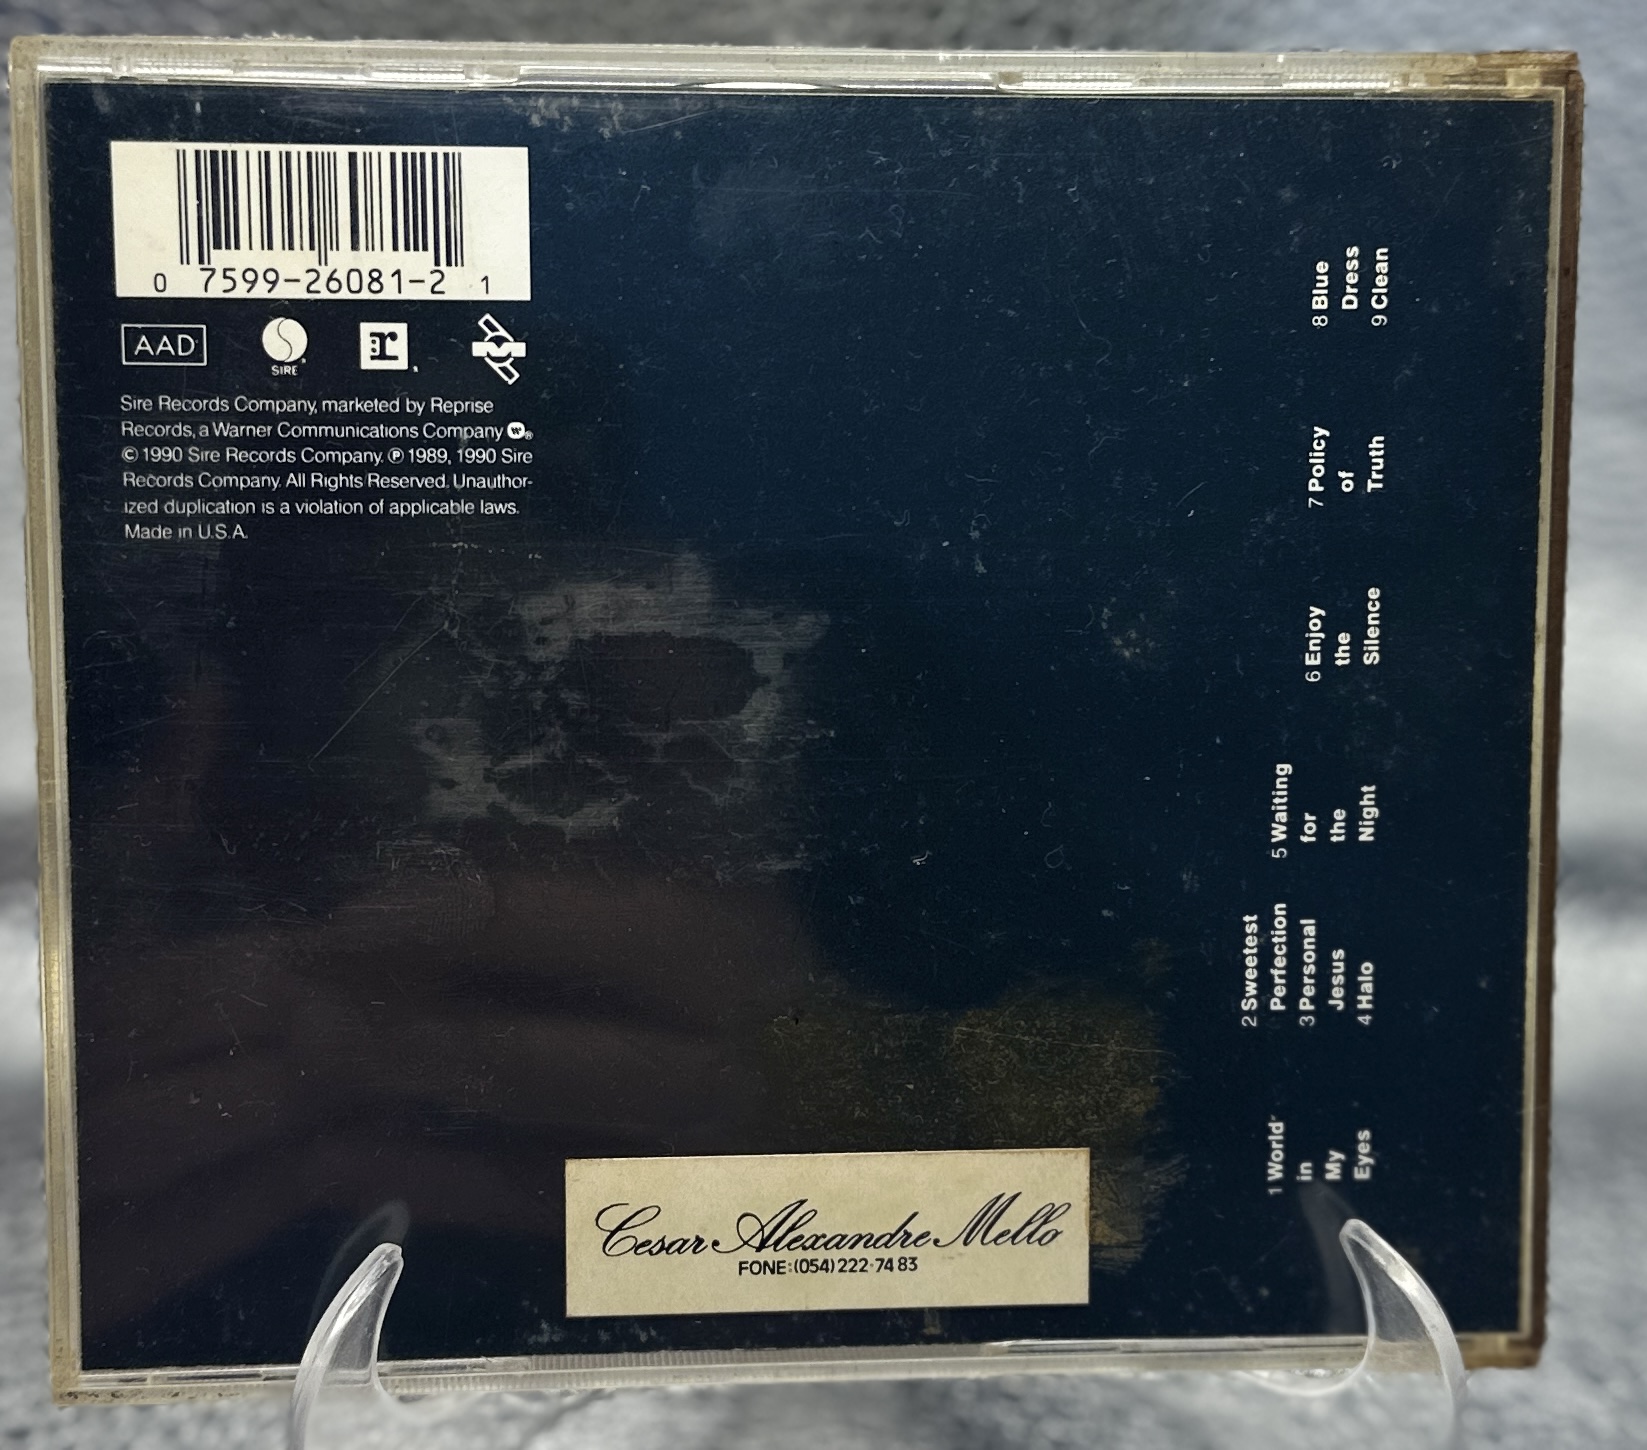 0 7599-26081-2 1
AAD
SIRE
r
Sire Records Company, marketed by Reprise
Records, a Warner Communications Company W®
© 1990 Sire Records Company. ℗ 1989, 1990 Sire
Records Company. All Rights Reserved. Unauthor-
ized duplication is a violation of applicable laws.
Made in U.S.A.
1 World
in
My
Eyes
2 Sweetest
Perfection
3 Personal
Jesus
4 Halo
5 Waiting
for
the
Night
6 Enjoy
the
Silence
7 Policy
of
Truth
8 Blue
Dress
9 Clean
Cesar Alexandre Mello
FONE:(054)222-7483